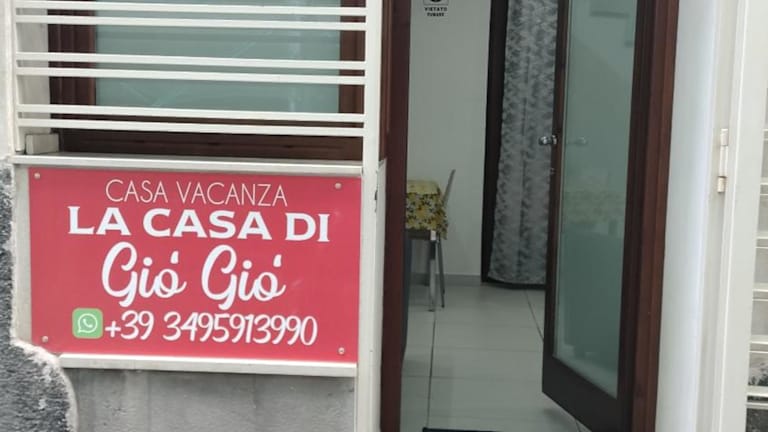 VIETATO
FUMARE
CASA VACANZA
LA CASA DI
Gió Gió
+39 3495913990